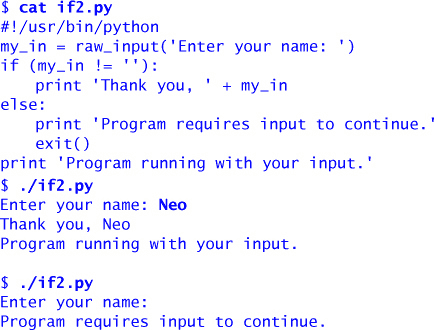 $ cat if2.py
#!/usr/bin/python
my_in = raw_input('Enter your name: ')
if (my_in != ''):
    print 'Thank you, ' + my_in
else:
    print 'Program requires input to continue.'
    exit()
print 'Program running with your input.'
$ ./if2.py
Enter your name: Neo
Thank you, Neo
Program running with your input.

$ ./if2.py
Enter your name:
Program requires input to continue.